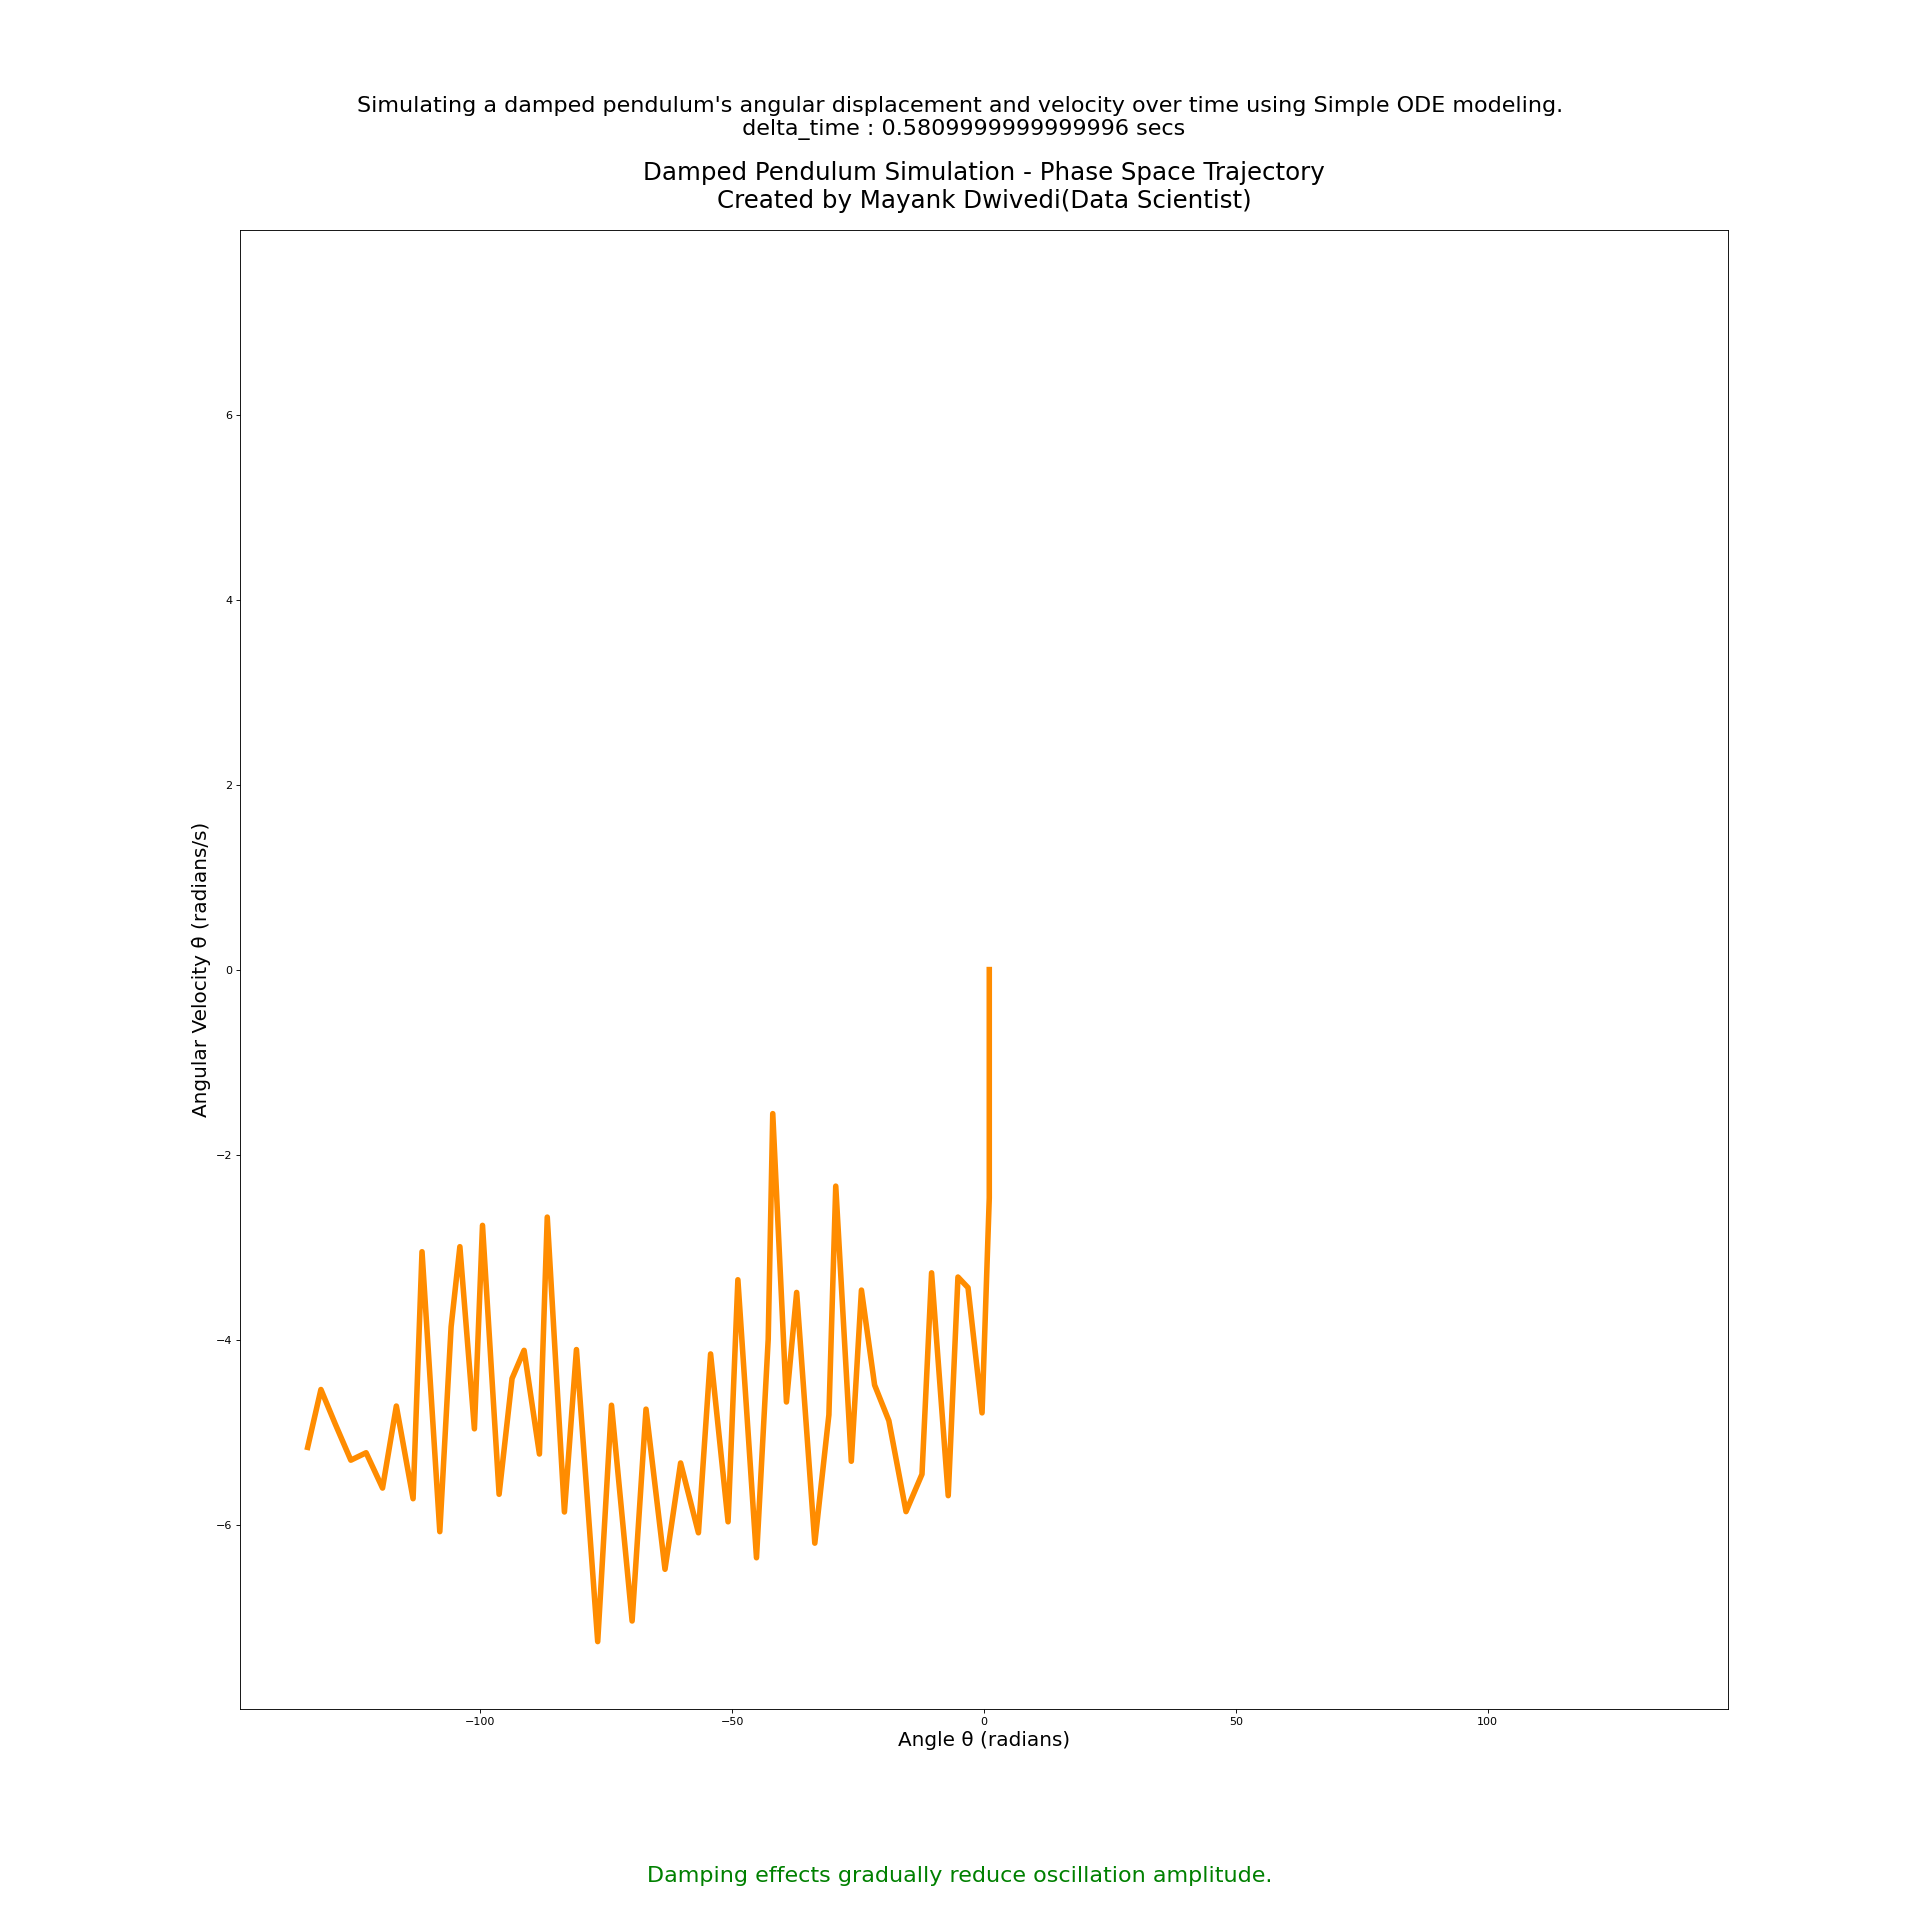 Simulating a damped pendulum's angular displacement and velocity over time using Simple ODE modeling.
delta_time : 0.5809999999999996 secs
Damped Pendulum Simulation - Phase Space Trajectory
Created by Mayank Dwivedi(Data Scientist)
6
4
2
0
−2
−4
−6
Angular Velocity θ̇ (radians/s)
−100
−50
0
50
100
Angle θ (radians)
Damping effects gradually reduce oscillation amplitude.